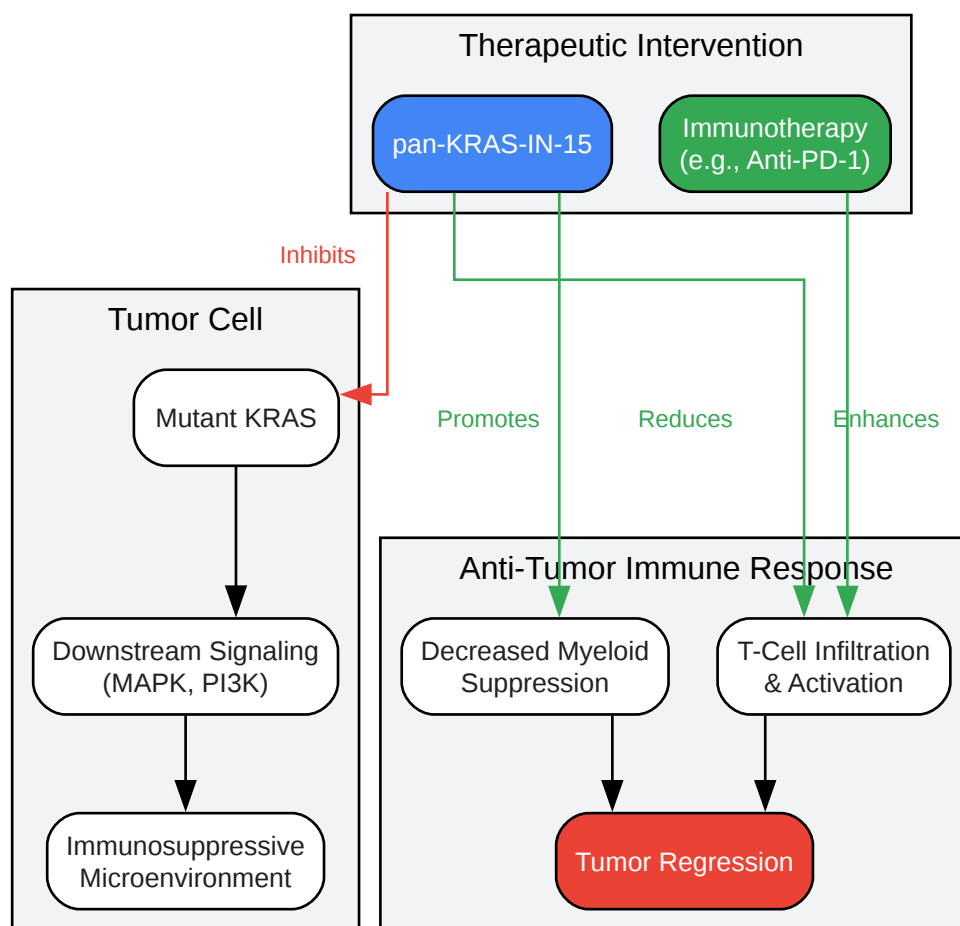 Therapeutic Intervention
pan-KRAS-IN-15
Immunotherapy
(e.g., Anti-PD-1)
Inhibits
Tumor Cell
Mutant KRAS
Promotes
Reduces
Enhances
Anti-Tumor Immune Response
Downstream Signaling
(MAPK, PI3K)
Decreased Myeloid
Suppression
T-Cell Infiltration
& Activation
Immunosuppressive
Microenvironment
Tumor Regression